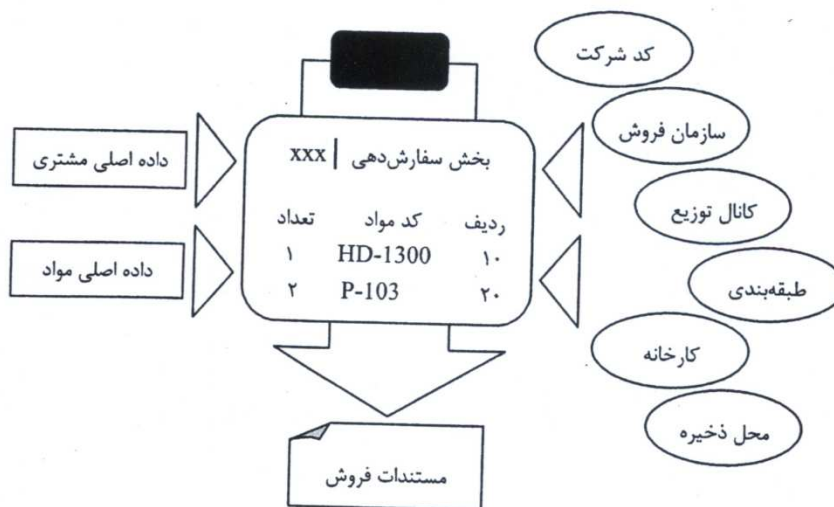 کد شرکت
سازمان فروش
کانال توزیع
طبقه‌بندی
کارخانه
محل ذخیره
داده اصلی مشتری
داده اصلی مواد
بخش سفارش‌دهی xxx
ردیف کد مواد تعداد
۱۰ HD-1300 ۱
۲۰ P-103 ۲
مستندات فروش